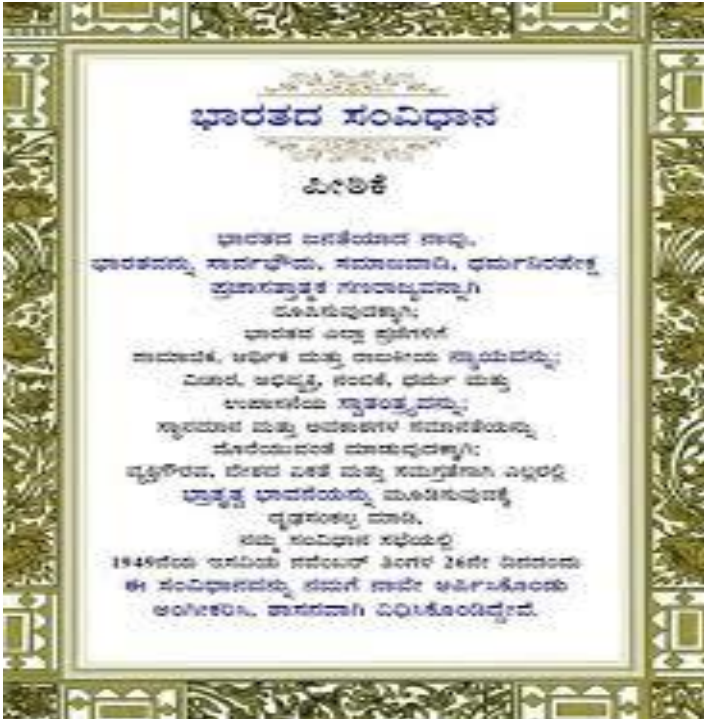 ಭಾರತದ ಸಂವಿಧಾನ
ಪೀಠಿಕೆ
ಭಾರತದ ಜನತೆಯಾದ ನಾವು,
ಭಾರತವನ್ನು ಸಾರ್ವಭೌಮ, ಸಮಾಜವಾದಿ, ಧರ್ಮನಿರಪೇಕ್ಷ
ಪ್ರಜಾಸತ್ತಾತ್ಮಕ ಗಣರಾಜ್ಯವನ್ನಾಗಿ
ರೂಪಿಸುವುದಕ್ಕಾಗಿ;
ಭಾರತದ ಎಲ್ಲಾ ಪ್ರಜೆಗಳಿಗೆ
ಸಾಮಾಜಿಕ, ಆರ್ಥಿಕ ಮತ್ತು ರಾಜಕೀಯ ನ್ಯಾಯವನ್ನು;
ವಿಚಾರ, ಅಭಿವ್ಯಕ್ತಿ, ನಂಬಿಕೆ, ಧರ್ಮ ಮತ್ತು
ಉಪಾಸನೆಯ ಸ್ವಾತಂತ್ರ್ಯವನ್ನು;
ಸ್ಥಾನಮಾನ ಮತ್ತು ಅವಕಾಶಗಳ ಸಮಾನತೆಯನ್ನು
ದೊರೆಯುವಂತೆ ಮಾಡುವುದಕ್ಕಾಗಿ;
ವ್ಯಕ್ತಿಗೌರವ, ದೇಶದ ಏಕತೆ ಮತ್ತು ಸಮಗ್ರತೆಗಾಗಿ ಎಲ್ಲರಲ್ಲಿ
ಭ್ರಾತೃತ್ವ ಭಾವನೆಯನ್ನು ಮೂಡಿಸುವುದಕ್ಕೆ
ದೃಢಸಂಕಲ್ಪ ಮಾಡಿ,
ನಮ್ಮ ಸಂವಿಧಾನ ಸಭೆಯಲ್ಲಿ
1949ನೆಯ ಇಸವಿಯ ನವೆಂಬರ್ ತಿಂಗಳ 26ನೇ ದಿನದಂದು
ಈ ಸಂವಿಧಾನವನ್ನು ನಮಗೆ ನಾವೇ ಅರ್ಪಿಸಿಕೊಂಡು
ಅಂಗೀಕರಿಸಿ, ಶಾಸನವಾಗಿ ವಿಧಿಸಿಕೊಂಡಿದ್ದೇವೆ.